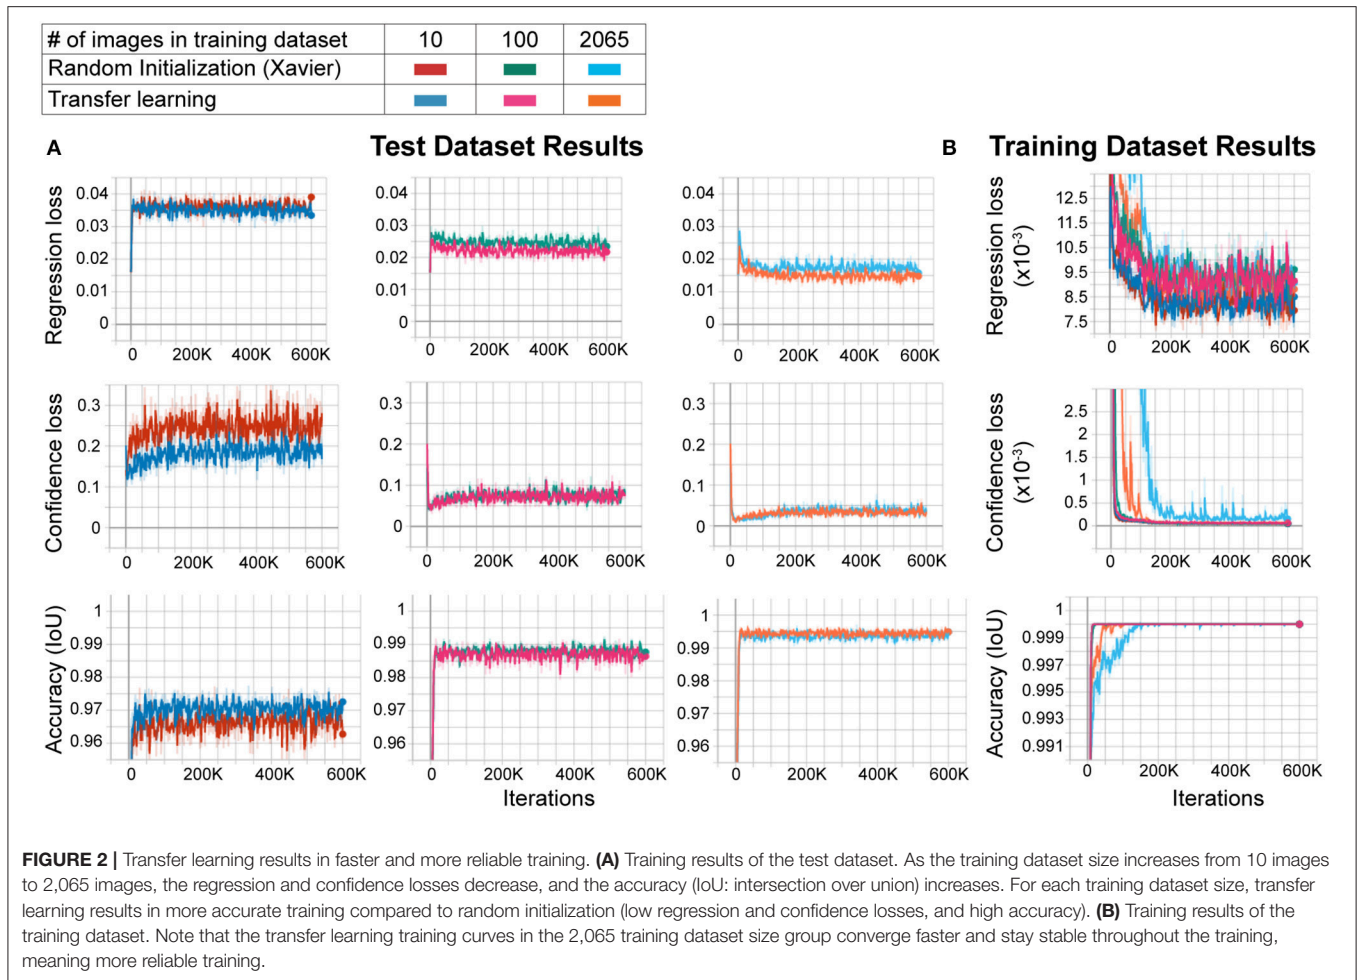 # of images in training dataset 10 100 2065
Random Initialization (Xavier)
Transfer learning
A Test Dataset Results B Training Dataset Results
Regression loss
0.04
0.03
0.02
0.01
0
0 200K 400K 600K
0.04
0.03
0.02
0.01
0
0 200K 400K 600K
0.04
0.03
0.02
0.01
0
0 200K 400K 600K
Regression loss
(x10⁻³)
12.5
11.5
10.5
9.5
8.5
7.5
0 200K 400K 600K
Confidence loss
0.3
0.2
0.1
0
0 200K 400K 600K
0.3
0.2
0.1
0
0 200K 400K 600K
0.3
0.2
0.1
0
0 200K 400K 600K
Confidence loss
(x10⁻³)
2.5
2
1.5
1
0.5
0
0 200K 400K 600K
Accuracy (IoU)
1
0.99
0.98
0.97
0.96
0 200K 400K 600K
1
0.99
0.98
0.97
0.96
0 200K 400K 600K
Iterations
1
0.99
0.98
0.97
0.96
0 200K 400K 600K
Accuracy (IoU)
1
0.999
0.997
0.995
0.993
0.991
0 200K 400K 600K
Iterations
FIGURE 2 | Transfer learning results in faster and more reliable training. (A) Training results of the test dataset. As the training dataset size increases from 10 images
to 2,065 images, the regression and confidence losses decrease, and the accuracy (IoU: intersection over union) increases. For each training dataset size, transfer
learning results in more accurate training compared to random initialization (low regression and confidence losses, and high accuracy). (B) Training results of the
training dataset. Note that the transfer learning training curves in the 2,065 training dataset size group converge faster and stay stable throughout the training,
meaning more reliable training.